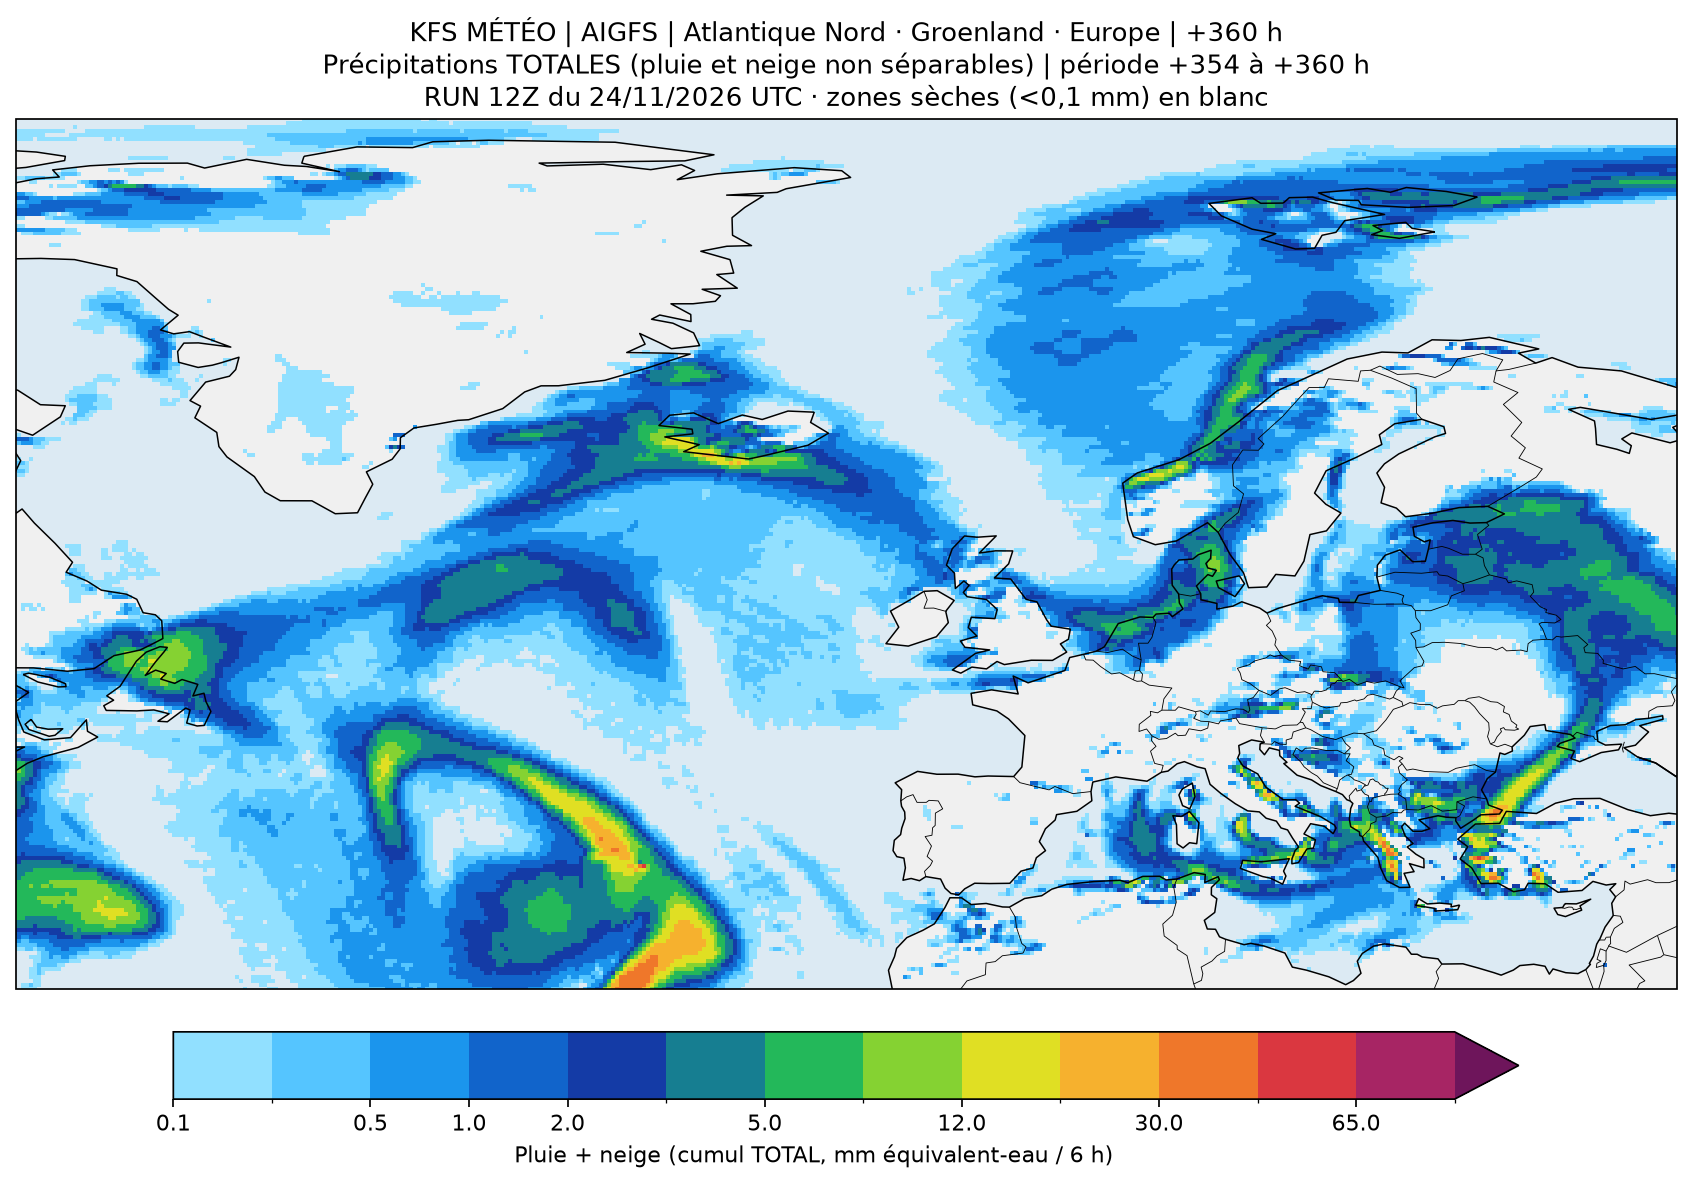 KFS MÉTÉO | AIGFS | Atlantique Nord · Groenland · Europe | +360 h
Précipitations TOTALES (pluie et neige non séparables) | période +354 à +360 h
RUN 12Z du 24/11/2026 UTC · zones sèches (<0,1 mm) en blanc
0.1 0.5 1.0 2.0 5.0 12.0 30.0 65.0
Pluie + neige (cumul TOTAL, mm équivalent-eau / 6 h)